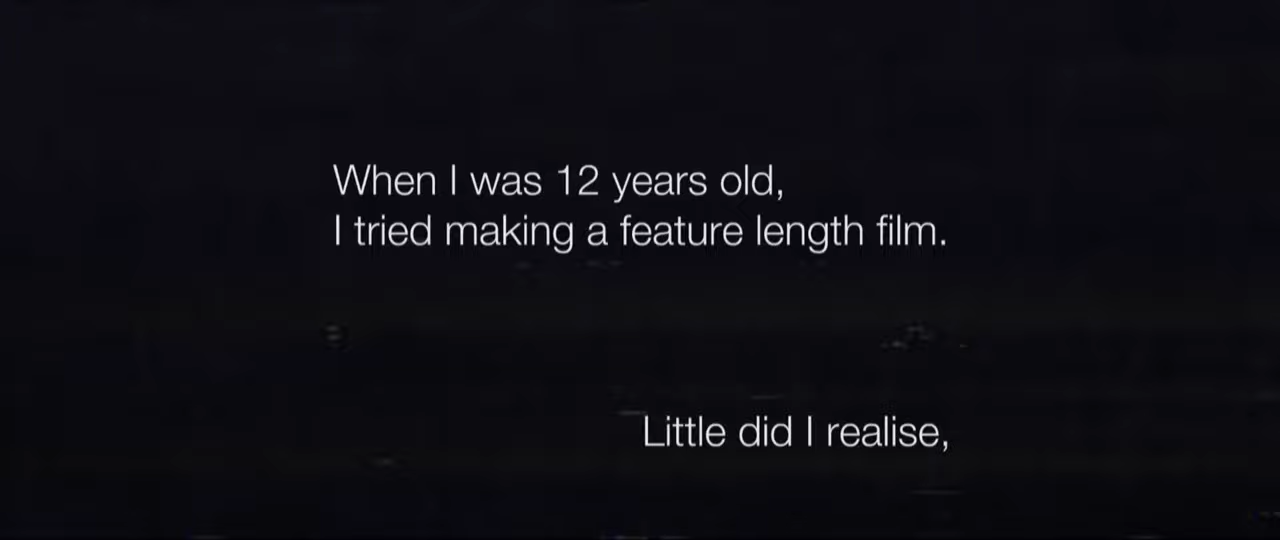 When I was 12 years old,
I tried making a feature length film.
Little did I realise,